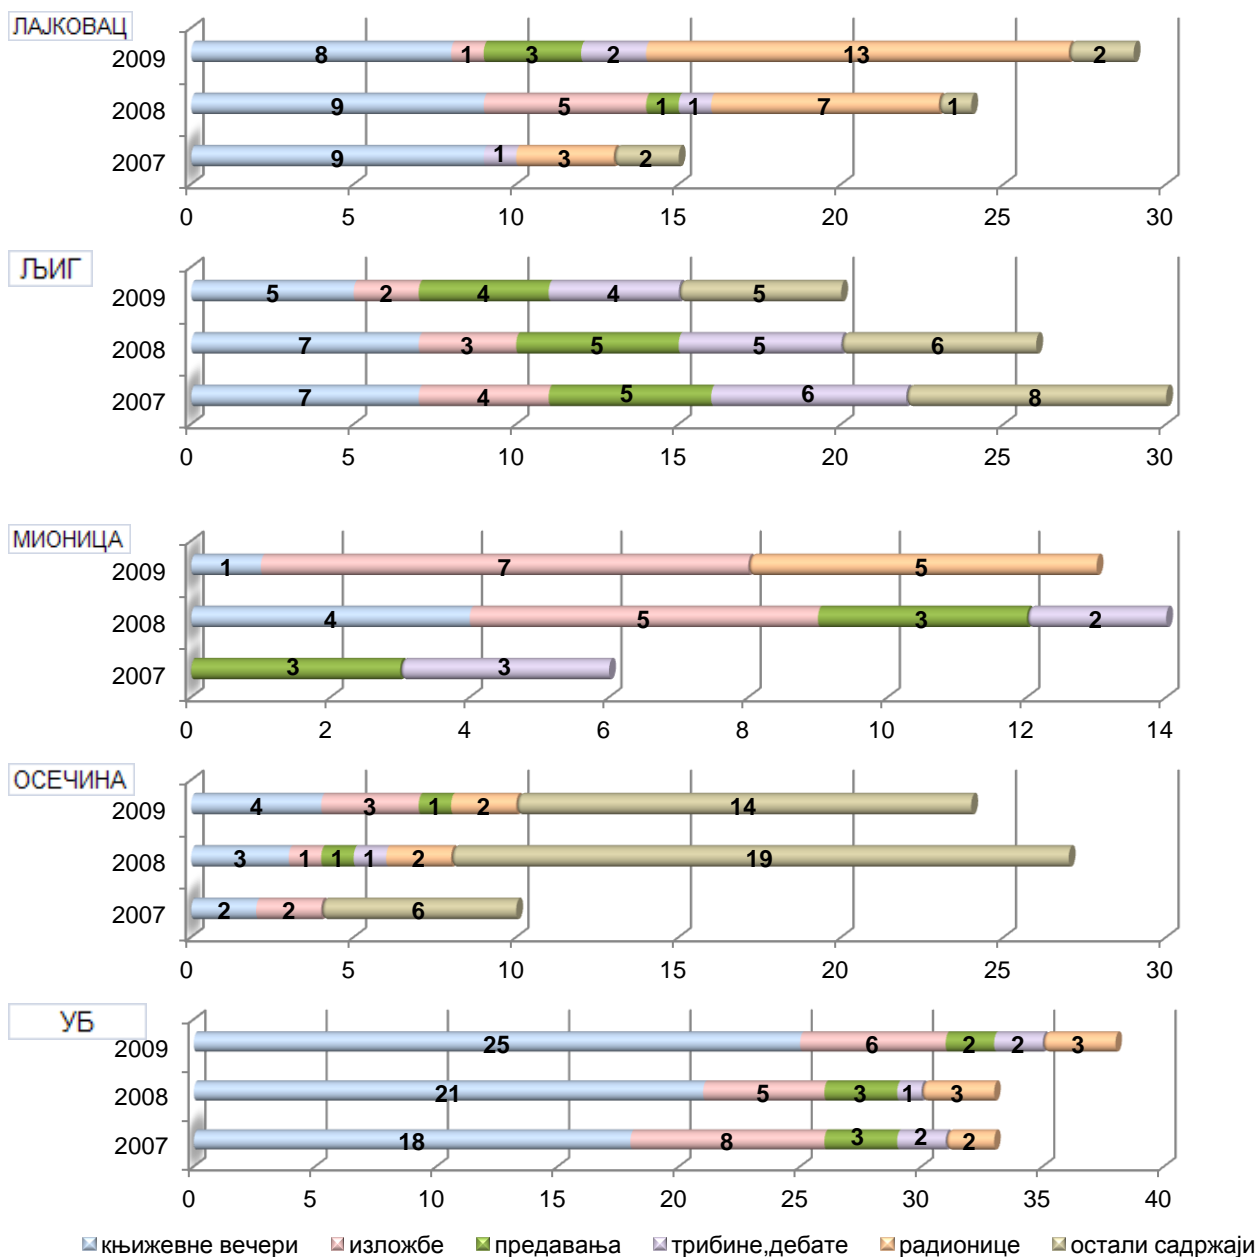 ЛАЈКОВАЦ
2009 8 1 3 2 13 2
2008 9 5 1 1 7 1
2007 9 1 3 2
0 5 10 15 20 25 30
ЉИГ
2009 5 2 4 4 5
2008 7 3 5 5 6
2007 7 4 5 6 8
0 5 10 15 20 25 30
МИОНИЦА
2009 1 7 5
2008 4 5 3 2
2007 3 3
0 2 4 6 8 10 12 14
ОСЕЧИНА
2009 4 3 1 2 14
2008 3 1 1 1 2 19
2007 2 2 6
0 5 10 15 20 25 30
УБ
2009 25 6 2 2 3
2008 21 5 3 1 3
2007 18 8 3 2 2
0 5 10 15 20 25 30 35 40
књижевне вечери изложбе предавања трибине,дебате радионице остали садржаји